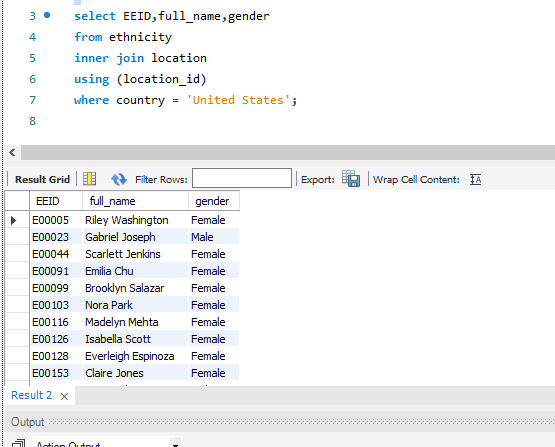 3 select EEID,full_name,gender
4 from ethnicity
5 inner join location
6 using (location_id)
7 where country = 'United States';
8
Result Grid Filter Rows: Export: Wrap Cell Content:
EEID full_name gender
E00005 Riley Washington Female
E00023 Gabriel Joseph Male
E00044 Scarlett Jenkins Female
E00091 Emilia Chu Female
E00099 Brooklyn Salazar Female
E00103 Nora Park Female
E00116 Madelyn Mehta Female
E00126 Isabella Scott Female
E00128 Everleigh Espinoza Female
E00153 Claire Jones Female
Result 2
Output
Action Output